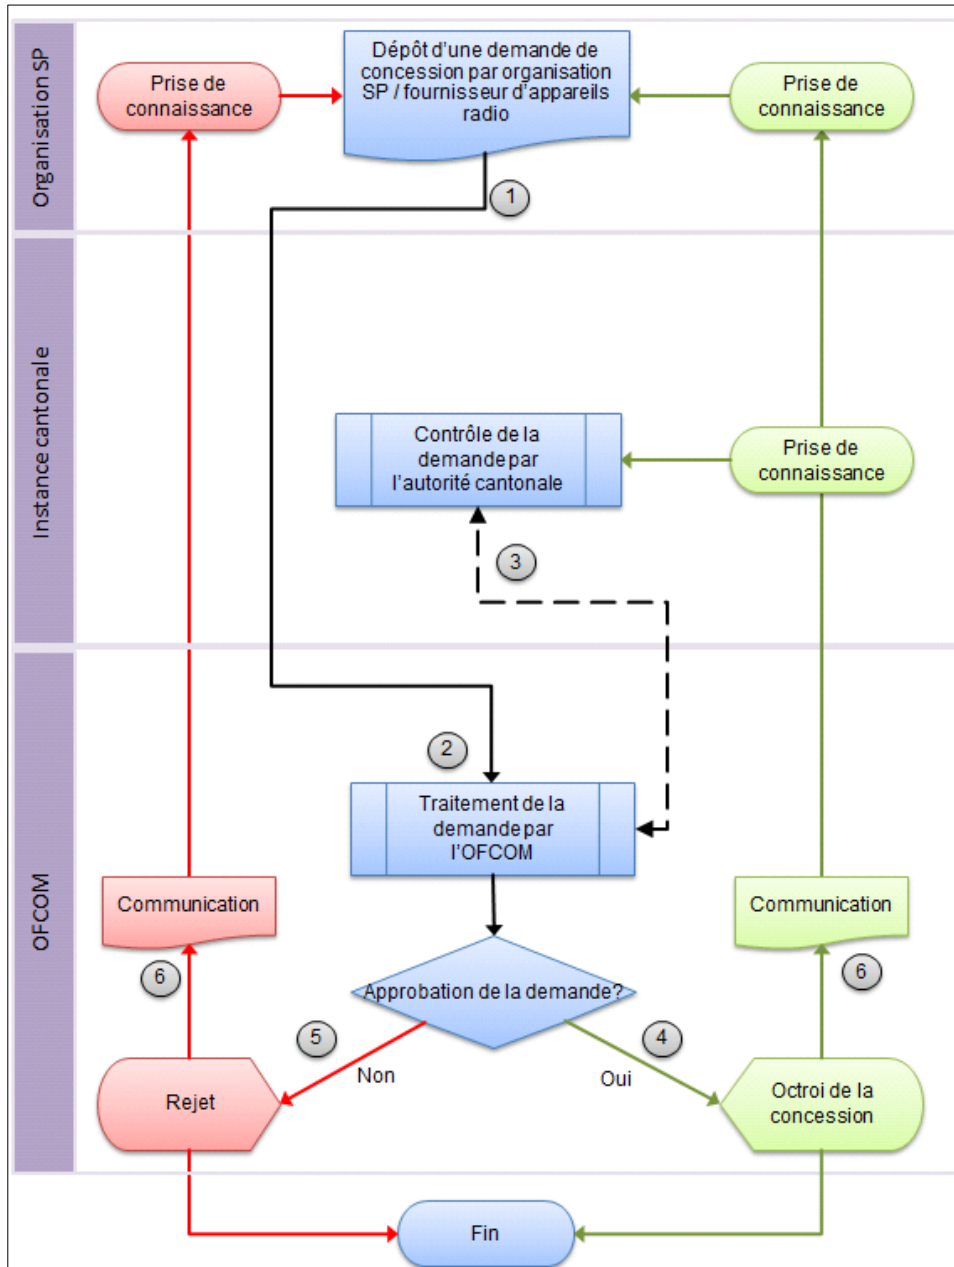 Organisation SP
Prise de
connaissance
Dépôt d'une demande de
concession par organisation
SP / fournisseur d'appareils
radio
Prise de
connaissance
1
Instance cantonale
Contrôle de la
demande par
l'autorité cantonale
Prise de
connaissance
3
OFCOM
2
Traitement de la
demande par
l'OFCOM
Communication
Communication
6
6
Approbation de la demande?
5
4
Non
Oui
Rejet
Octroi de la
concession
Fin